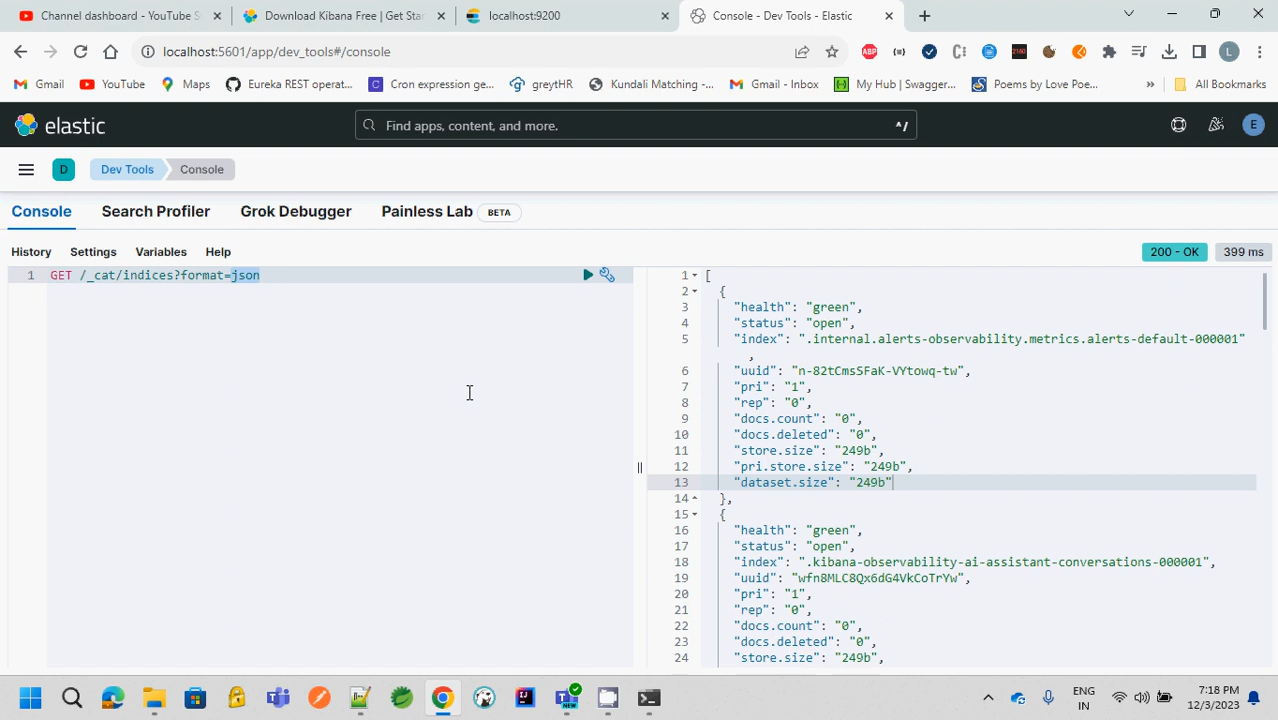 Channel dashboard - YouTube S
Download Kibana Free | Get Sta
localhost:9200
Console - Dev Tools - Elastic
localhost:5601/app/dev_tools#/console
ABP
2160
L
Gmail
YouTube
Maps
Eureka REST operat...
Cron expression ge...
greytHR
Kundali Matching -...
Gmail - Inbox
My Hub | Swagger...
Poems by Love Poe...
»
All Bookmarks
elastic
Find apps, content, and more.
^/
E
D
Dev Tools
Console
Console
Search Profiler
Grok Debugger
Painless Lab
BETA
History
Settings
Variables
Help
200 - OK
399 ms
1 GET /_cat/indices?format=json
1 [
2 {
3 "health": "green",
4 "status": "open",
5 "index": ".internal.alerts-observability.metrics.alerts-default-000001"
,
6 "uuid": "n-82tCmsSFaK-VYtowq-tw",
7 "pri": "1",
8 "rep": "0",
9 "docs.count": "0",
10 "docs.deleted": "0",
11 "store.size": "249b",
12 "pri.store.size": "249b",
13 "dataset.size": "249b"
14 },
15 {
16 "health": "green",
17 "status": "open",
18 "index": ".kibana-observability-ai-assistant-conversations-000001",
19 "uuid": "wfn8MLC8Qx6dG4VkCoTrYw",
20 "pri": "1",
21 "rep": "0",
22 "docs.count": "0",
23 "docs.deleted": "0",
24 "store.size": "249b",
NEW
ENG
IN
7:18 PM
12/3/2023